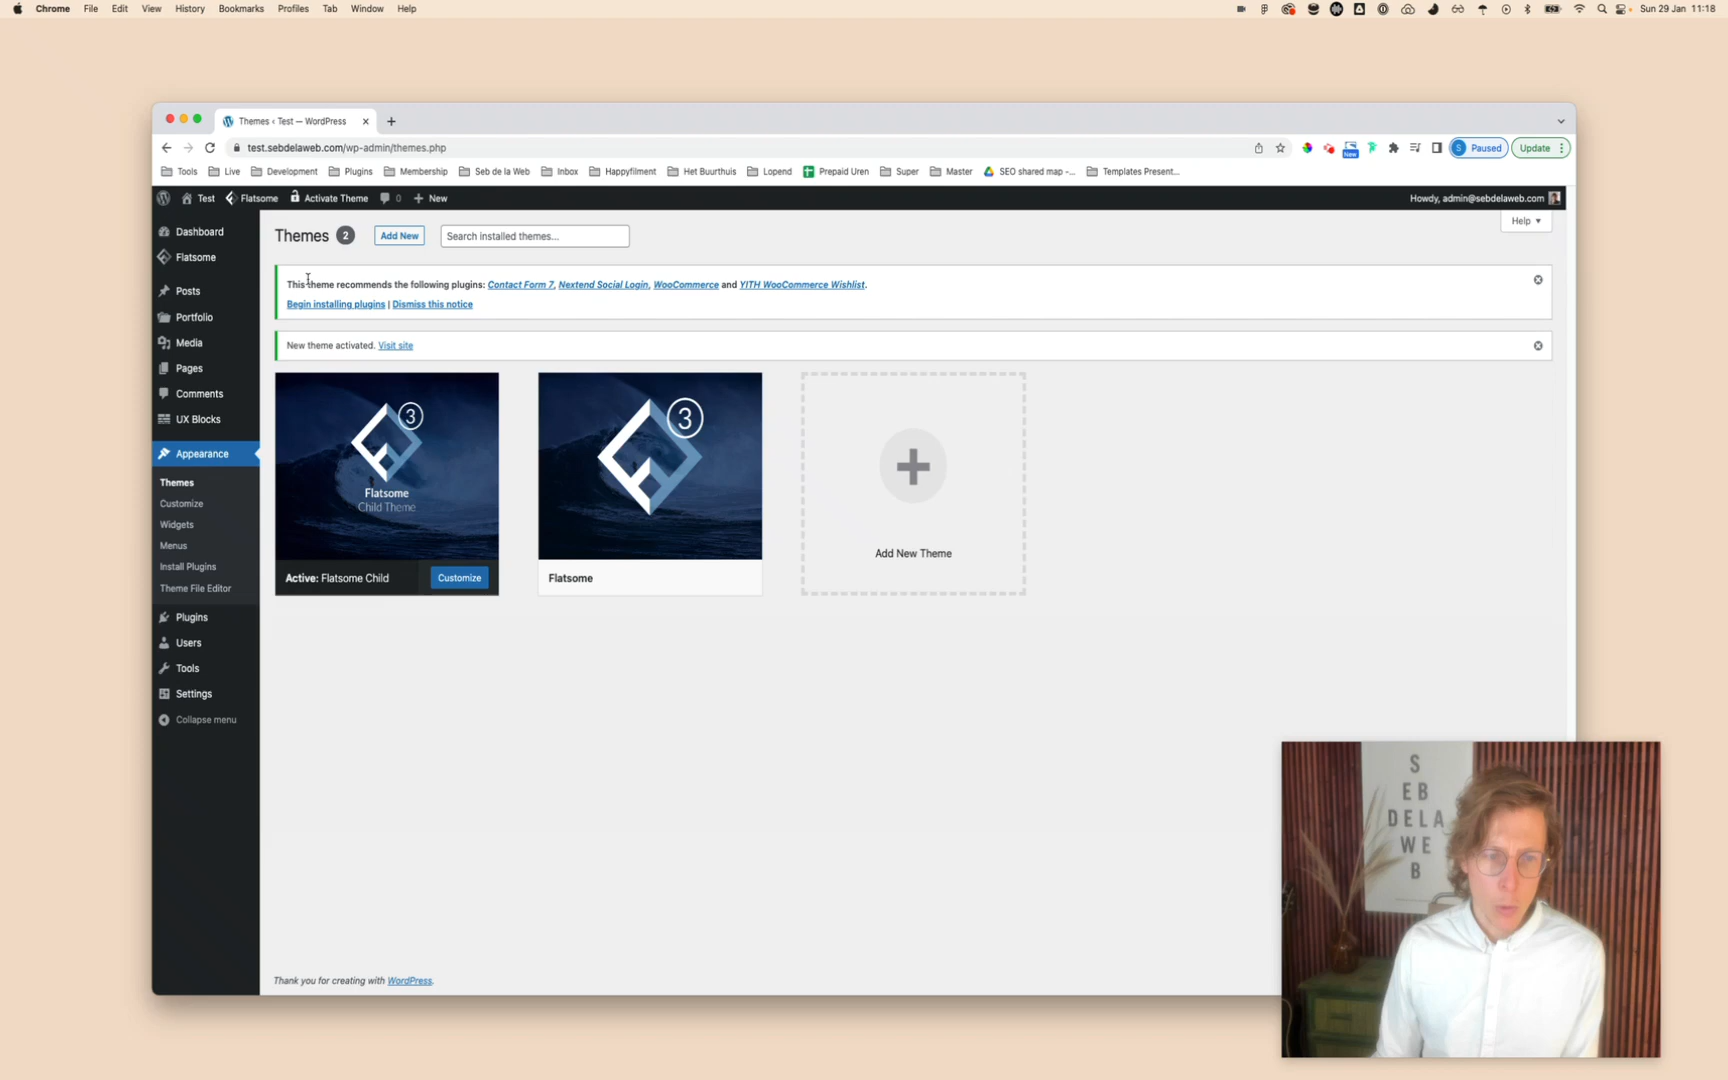 Chrome File Edit View History Bookmarks Profiles Tab Window Help
Sun 29 Jan 11:18
Themes ‹ Test — WordPress
test.sebdelaweb.com/wp-admin/themes.php
New
S Paused
Update
Tools Live Development Plugins Membership Seb de la Web Inbox Happyfilment Het Buurthuis Lopend Prepaid Uren Super Master SEO shared map -... Templates Present...
Test Flatsome Activate Theme 0 New
Howdy, admin@sebdelaweb.com
Help
Dashboard
Flatsome
Posts
Portfolio
Media
Pages
Comments
UX Blocks
Appearance
Themes
Customize
Widgets
Menus
Install Plugins
Theme File Editor
Plugins
Users
Tools
Settings
Collapse menu
Themes 2 Add New Search installed themes...
This theme recommends the following plugins: Contact Form 7, Nextend Social Login, WooCommerce and YITH WooCommerce Wishlist.
Begin installing plugins | Dismiss this notice
New theme activated. Visit site
3
Flatsome
Child Theme
Active: Flatsome Child Customize
3
Flatsome
Add New Theme
Thank you for creating with WordPress.
S
EB
DELA
WE
B